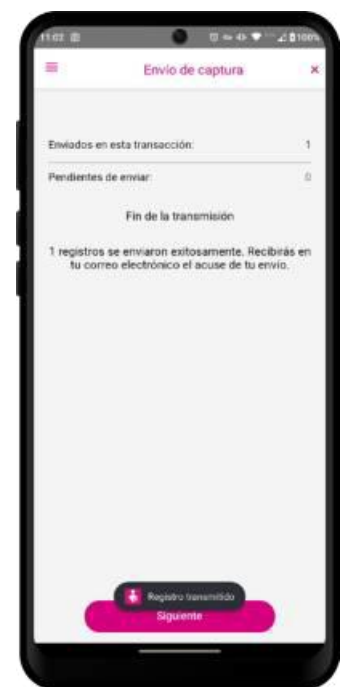 11:02
100%
Envío de captura
×
Enviados en esta transacción: 1
Pendientes de enviar: 0
Fin de la transmisión
1 registros se enviaron exitosamente. Recibirás en
tu correo electrónico el acuse de tu envío.
Registro transmitido
Siguiente